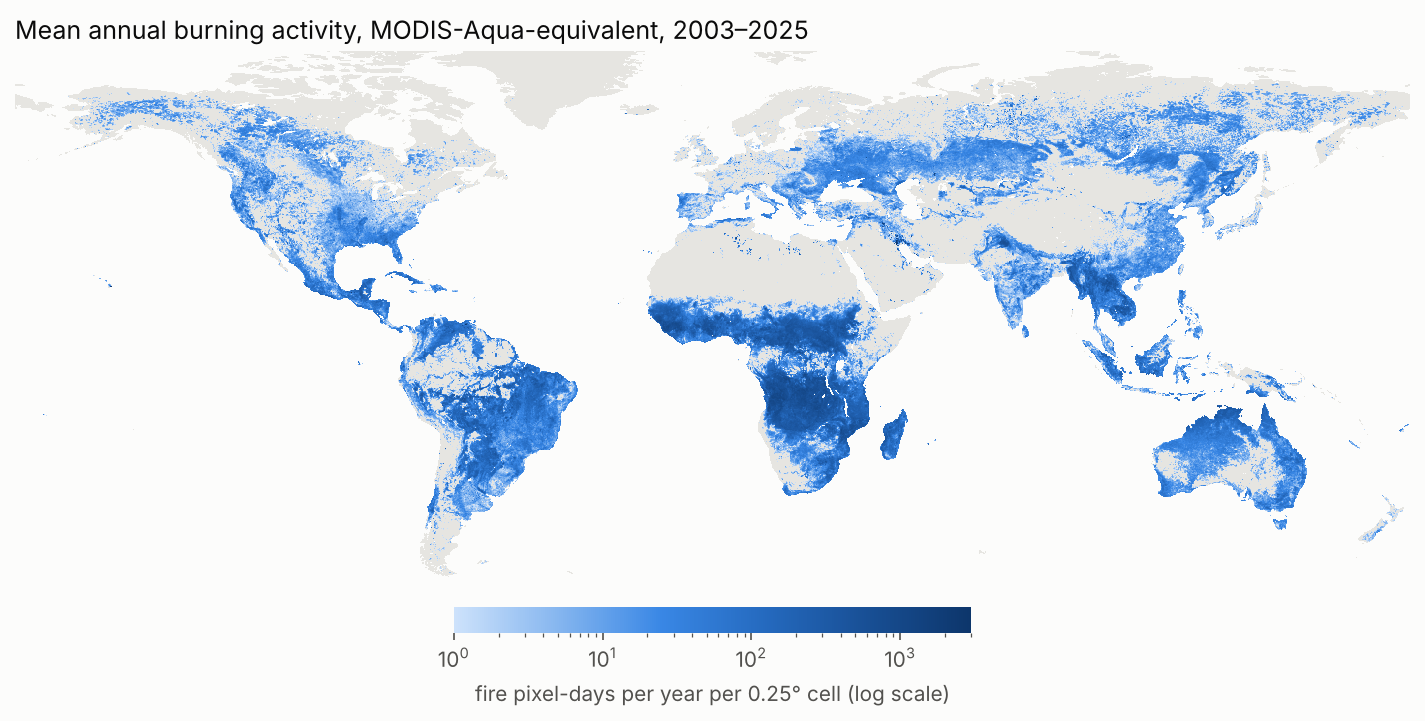 Mean annual burning activity, MODIS-Aqua-equivalent, 2003–2025
10⁰ 10¹ 10² 10³
fire pixel-days per year per 0.25° cell (log scale)